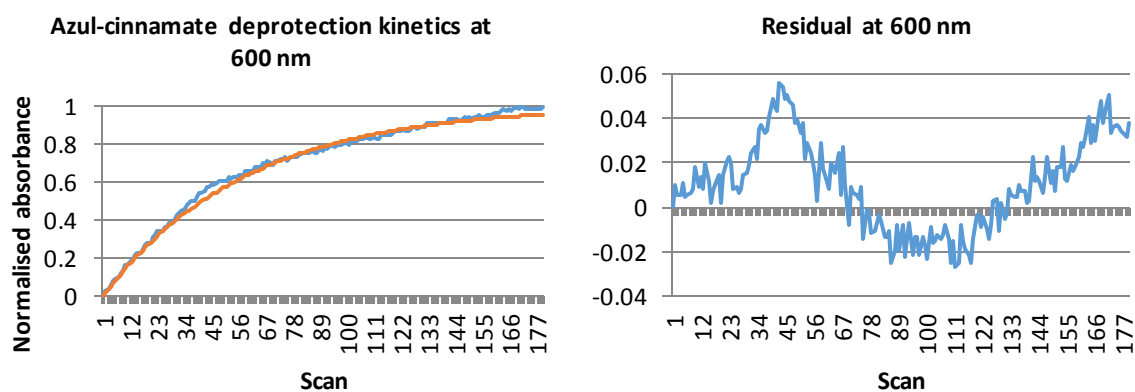 Azul-cinnamate deprotection kinetics at
600 nm
Normalised absorbance
1
0.8
0.6
0.4
0.2
0
1 12 23 34 45 56 67 78 89 100 111 122 133 144 155 166 177
Scan
Residual at 600 nm
0.06
0.04
0.02
0
-0.02
-0.04
1 12 23 34 45 56 67 78 89 100 111 122 133 144 155 166 177
Scan